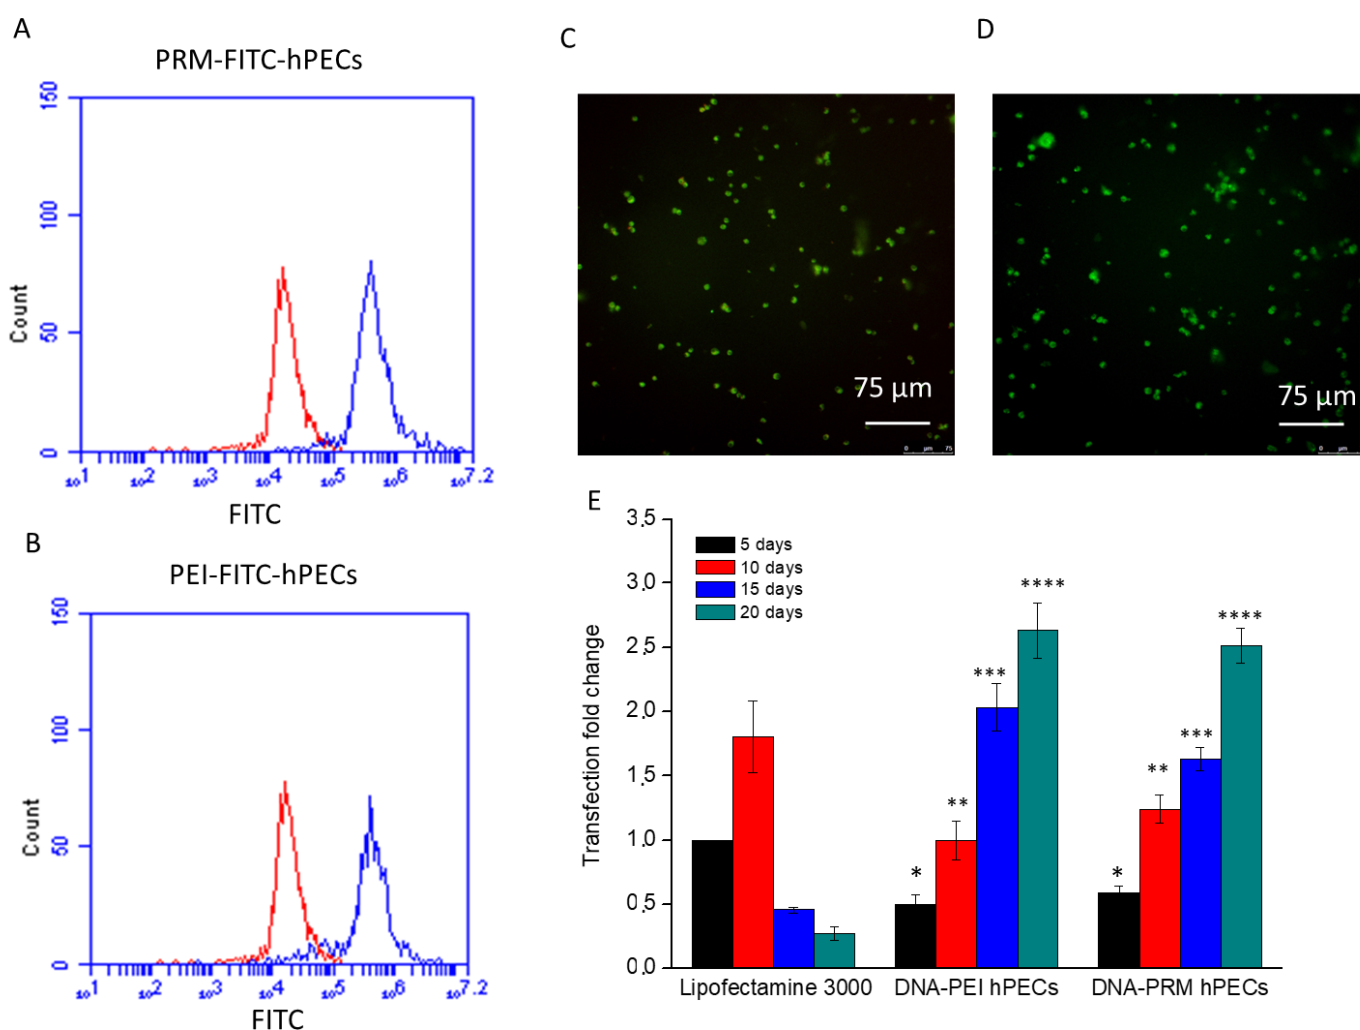 A
PRM-FITC-hPECs
150
100
50
0
Count
10^1 10^2 10^3 10^4 10^5 10^6 10^7.2
FITC
B
PEI-FITC-hPECs
150
100
50
0
Count
10^1 10^2 10^3 10^4 10^5 10^6 10^7.2
FITC
C
75 µm
0 µm 75
D
75 µm
E
3.5
3.0
2.5
2.0
1.5
1.0
0.5
0.0
Transfection fold change
5 days
10 days
15 days
20 days
* ** *** ****
* ** *** ****
Lipofectamine 3000 DNA-PEI hPECs DNA-PRM hPECs